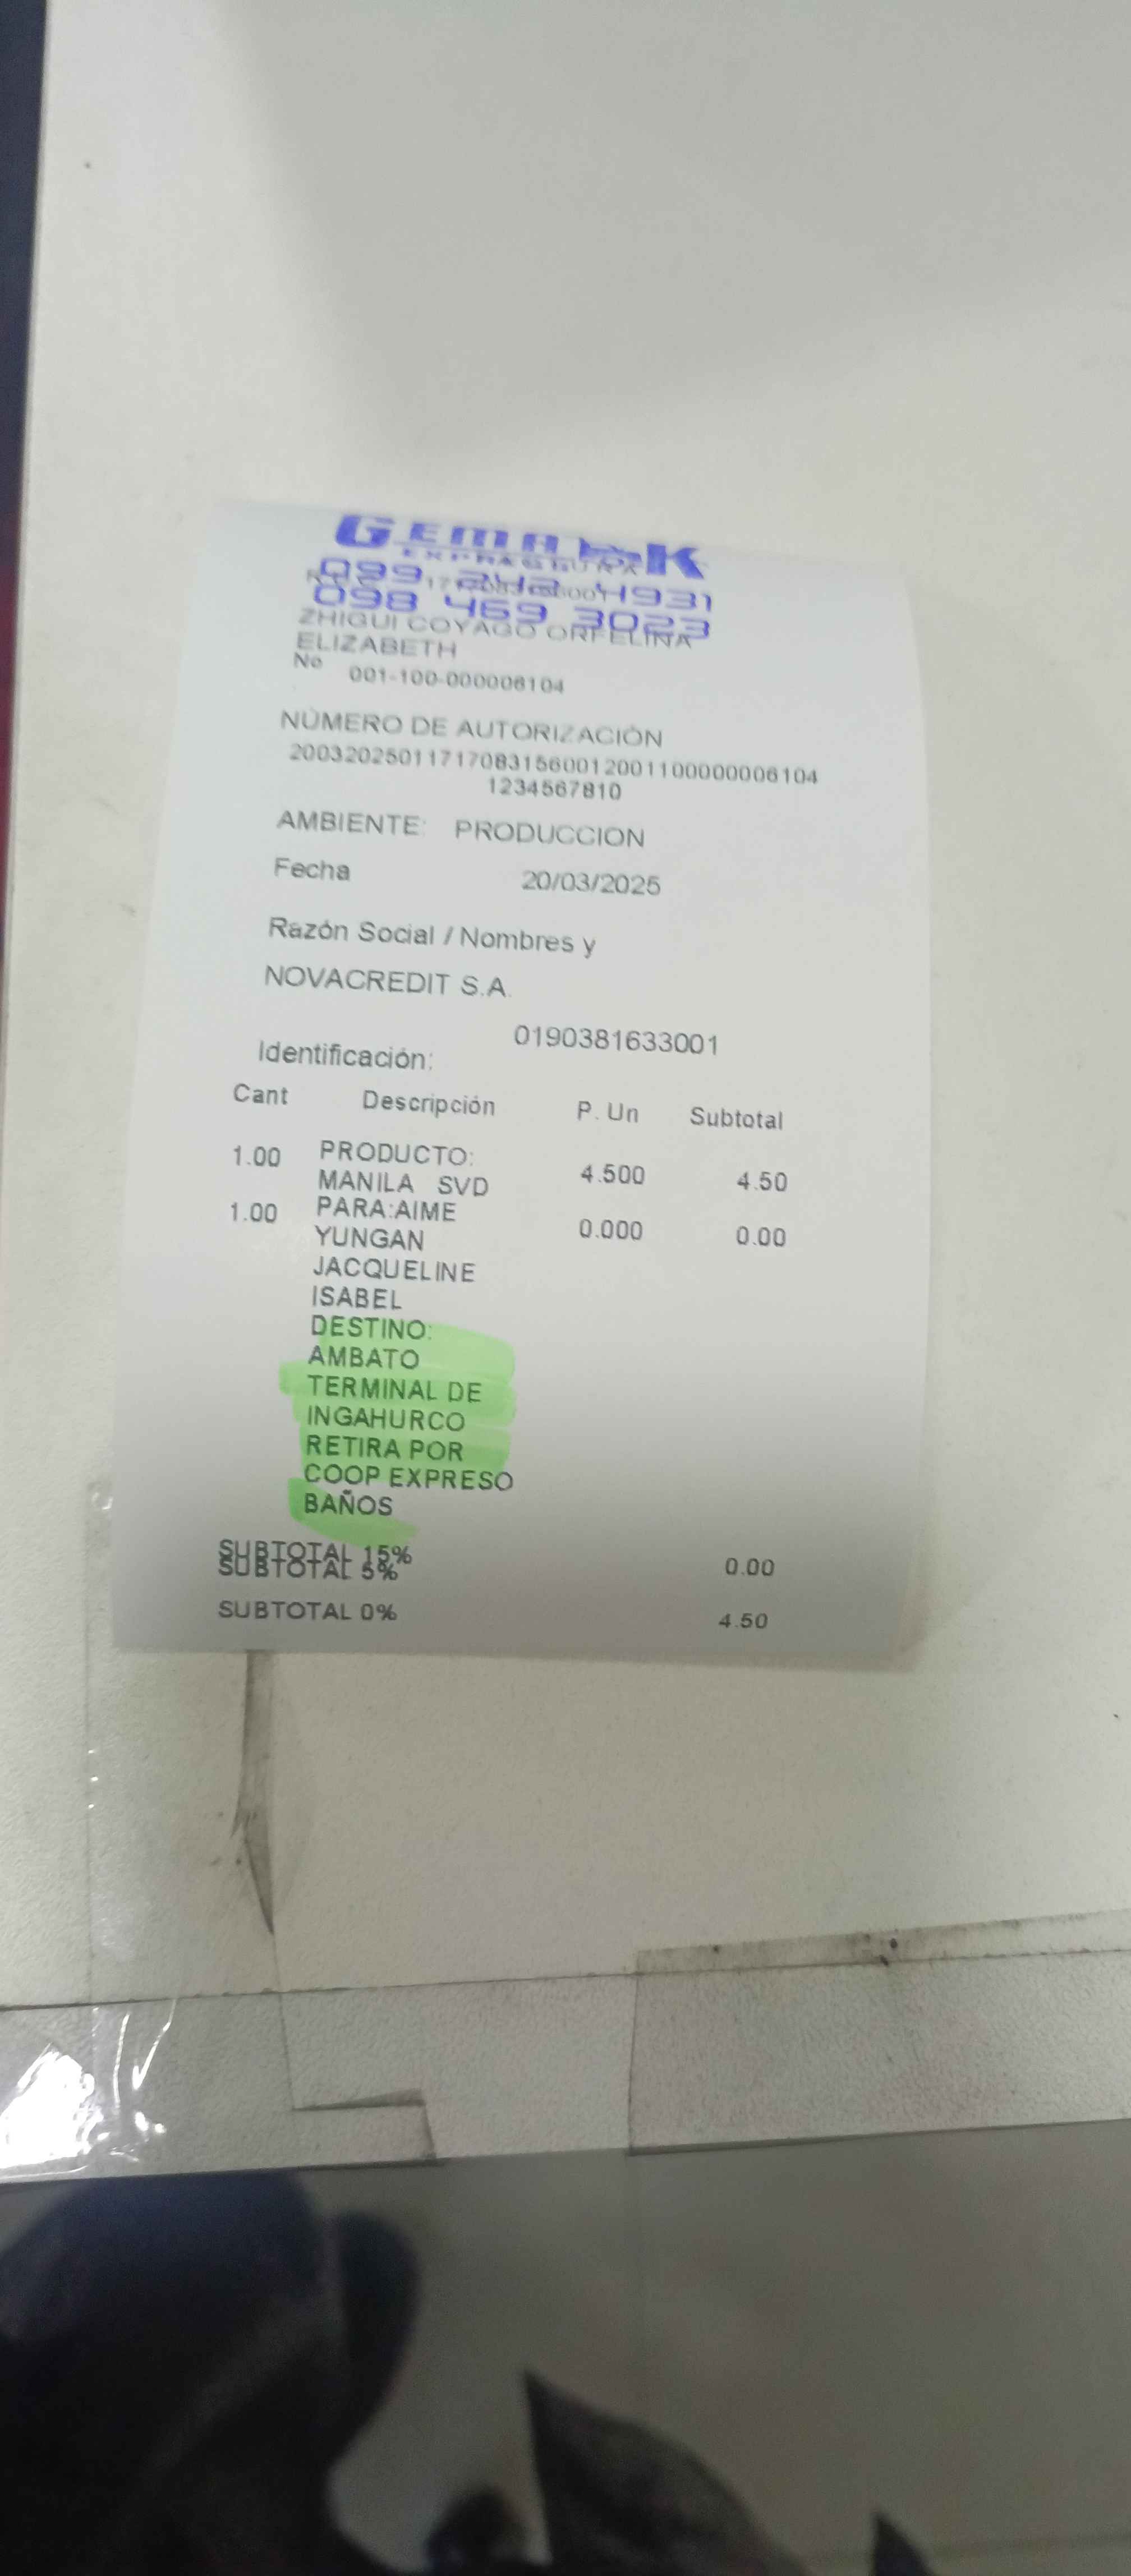 GEMA K
099 242 4931
098 469 3023
ZHIGUI COYAGO ORFELINA
ELIZABETH
No 001-100-000006104
NÚMERO DE AUTORIZACIÓN
200320250117170831560012001100000006104
1234567810
AMBIENTE: PRODUCCION
Fecha 20/03/2025
Razón Social / Nombres y
NOVACREDIT S.A.
0190381633001
Identificación:
Cant Descripción P. Un Subtotal
1.00 PRODUCTO: 4.500 4.50
MANILA SVD
1.00 PARA:AIME 0.000 0.00
YUNGAN
JACQUELINE
ISABEL
DESTINO:
AMBATO
TERMINAL DE
INGAHURCO
RETIRA POR
COOP EXPRESO
BAÑOS
SUBTOTAL 15%
SUBTOTAL 5% 0.00
SUBTOTAL 0% 4.50